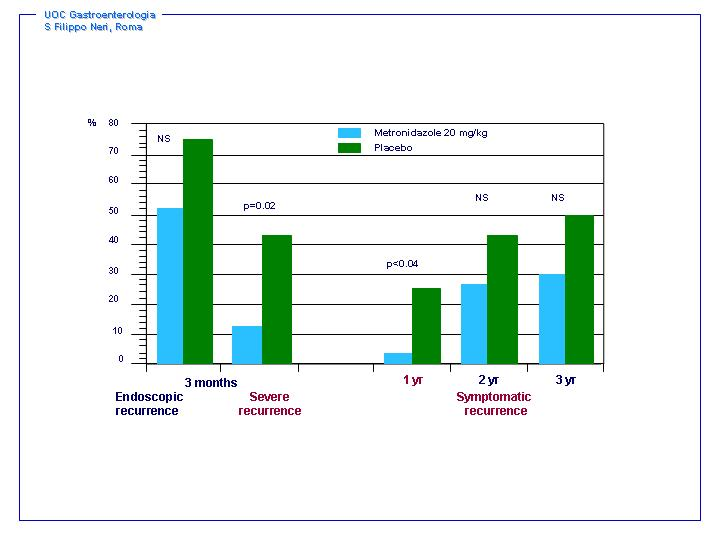 UOC Gastroenterologia
S Filippo Neri, Roma
%
80
70
60
50
40
30
20
10
0
NS
p=0.02
p<0.04
NS
NS
Metronidazole 20 mg/kg
Placebo
3 months
1 yr
2 yr
3 yr
Endoscopic
recurrence
Severe
recurrence
Symptomatic
recurrence